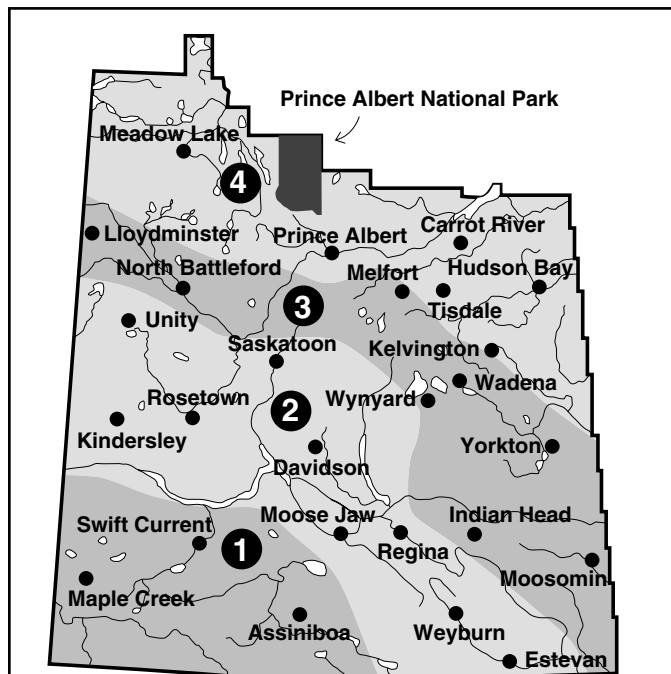 Prince Albert National Park
Meadow Lake
4
Lloydminster
Prince Albert
Carrot River
North Battleford
Melfort
Hudson Bay
3
Tisdale
Unity
Saskatoon
Kelvington
Wadena
Rosetown
2
Wynyard
Kindersley
Davidson
Yorkton
Swift Current
Moose Jaw
Indian Head
1
Regina
Moosomin
Maple Creek
Assiniboa
Weyburn
Estevan